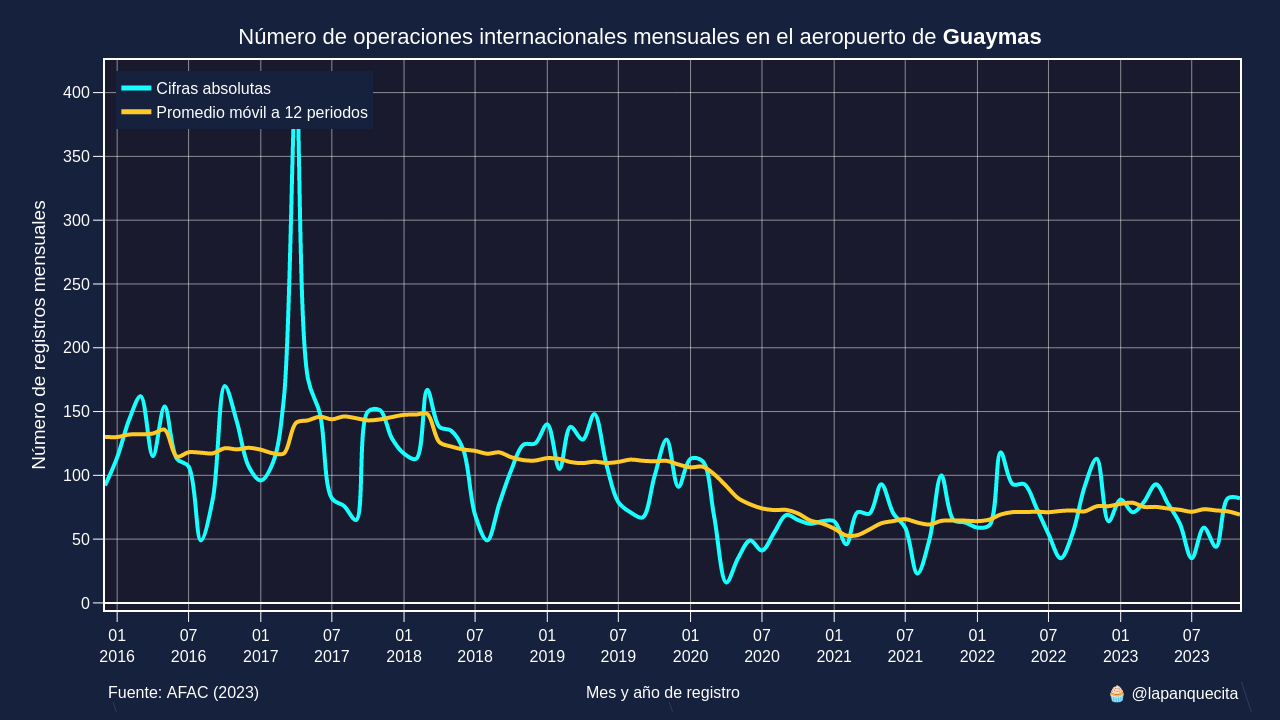 Número de operaciones internacionales mensuales en el aeropuerto de Guaymas
Cifras absolutas
Promedio móvil a 12 periodos
Número de registros mensuales
400
350
300
250
200
150
100
50
0
01 07 01 07 01 07 01 07 01 07 01 07 01 07 01 07
2016 2016 2017 2017 2018 2018 2019 2019 2020 2020 2021 2021 2022 2022 2023 2023
Fuente: AFAC (2023)
Mes y año de registro
🧁 @lapanquecita